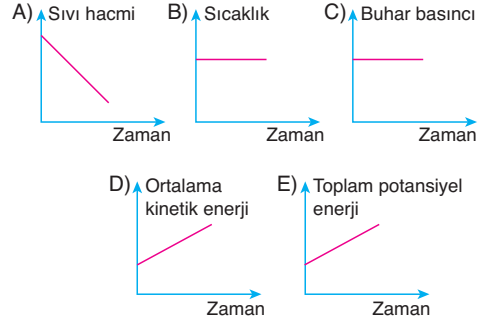 A) Sıvı hacmi
Zaman
B) Sıcaklık
Zaman
C) Buhar basıncı
Zaman
D) Ortalama
kinetik enerji
Zaman
E) Toplam potansiyel
enerji
Zaman